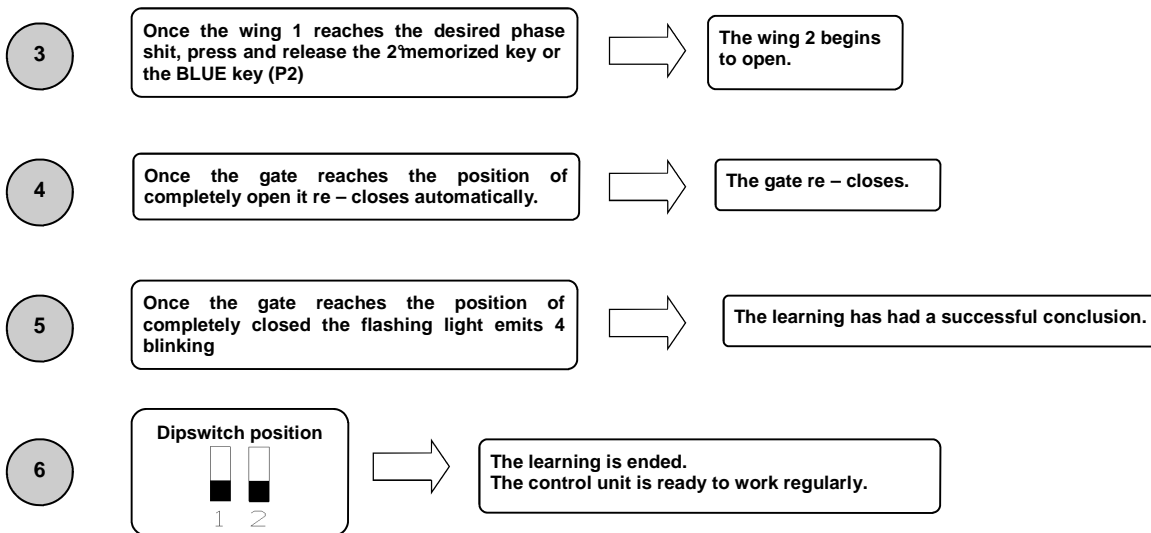 3
Once the wing 1 reaches the desired phase
shit, press and release the 2°memorized key or
the BLUE key (P2)
The wing 2 begins
to open.
4
Once the gate reaches the position of
completely open it re – closes automatically.
The gate re – closes.
5
Once the gate reaches the position of
completely closed the flashing light emits 4
blinking
The learning has had a successful conclusion.
6
Dipswitch position
1 2
The learning is ended.
The control unit is ready to work regularly.